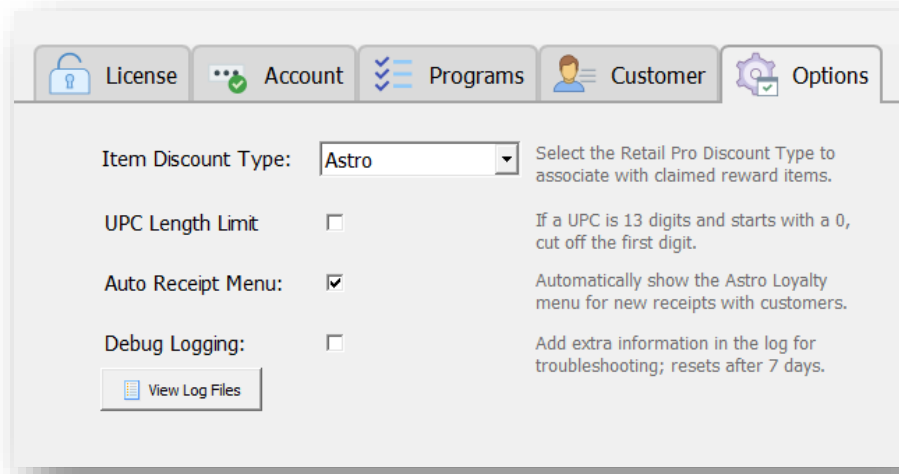 License
Account
Programs
Customer
Options
Item Discount Type:
Astro
Select the Retail Pro Discount Type to
associate with claimed reward items.
UPC Length Limit
If a UPC is 13 digits and starts with a 0,
cut off the first digit.
Auto Receipt Menu:
Automatically show the Astro Loyalty
menu for new receipts with customers.
Debug Logging:
Add extra information in the log for
troubleshooting; resets after 7 days.
View Log Files